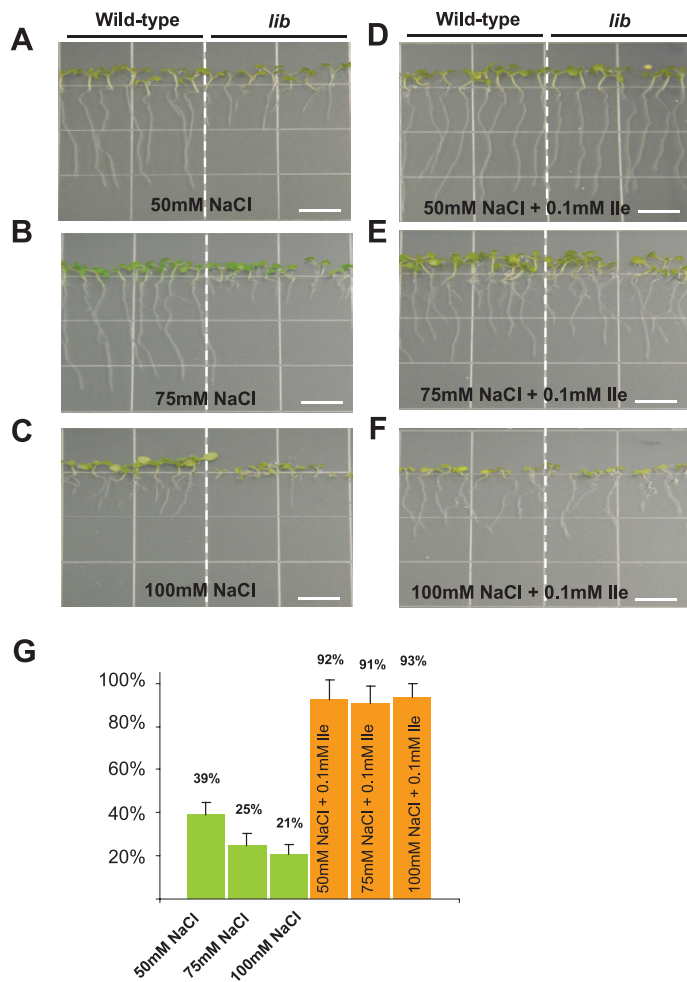 Wild-type
lib
Wild-type
lib
A
50mM NaCl
D
50mM NaCl + 0.1mM Ile
B
75mM NaCl
E
75mM NaCl + 0.1mM Ile
C
100mM NaCl
F
100mM NaCl + 0.1mM Ile
G
100%
80%
60%
40%
20%
39%
25%
21%
92%
91%
93%
50mM NaCl + 0.1mM Ile
75mM NaCl + 0.1mM Ile
100mM NaCl + 0.1mM Ile
50mM NaCl
75mM NaCl
100mM NaCl